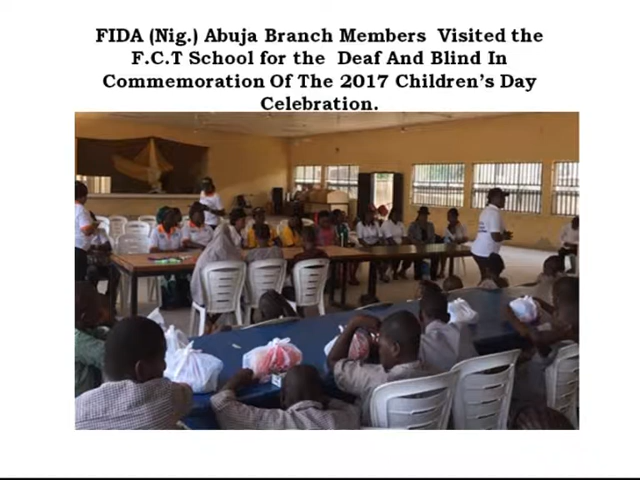 FIDA (Nig.) Abuja Branch Members Visited the
F.C.T School for the Deaf And Blind In
Commemoration Of The 2017 Children's Day
Celebration.